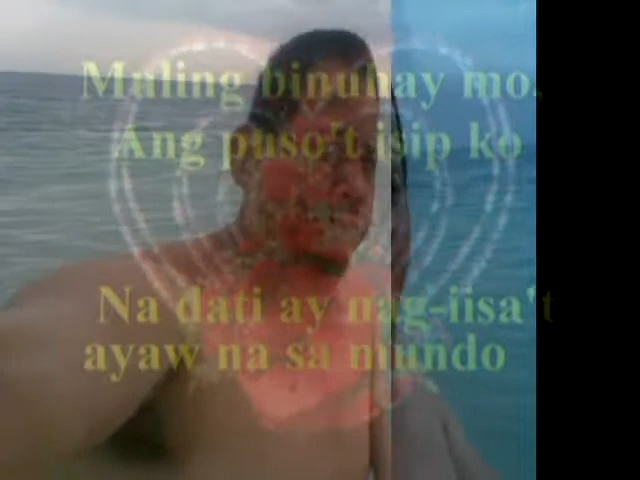 Muling binuhay mo,
Ang puso't isip ko
Na dati ay nag-iisa't
ayaw na sa mundo